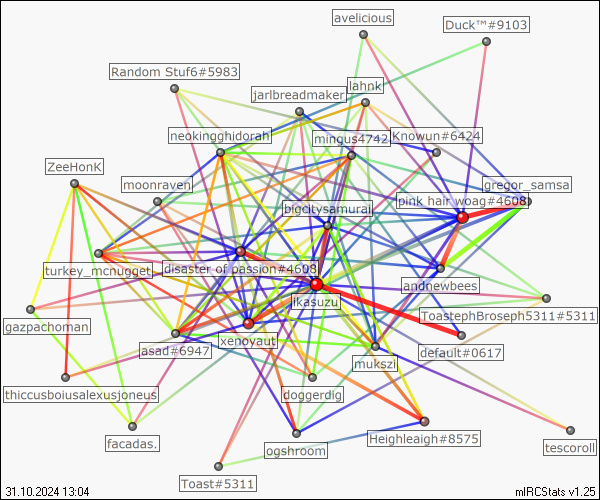 avelicious
Duck™#9103
Random Stuf6#5983
lahnk
jarlbreadmaker
neokingghidorah
mingus4742
Knowun#6424
ZeeHonK
moonraven
gregor_samsa
pink hair woag#4608
bigcitysamurai
turkey_mcnugget
disaster of passion#4608
andnewbees
ikasuzu
gazpachoman
ToastephBroseph5311#5311
asad#6947
xenoyaut
default#0617
mukszi
thiccusboiusalexusjoneus
doggerdig
facadas.
ogshroom
Heighleaigh#8575
tescoroll
Toast#5311
31.10.2024 13:04
mIRCStats v1.25